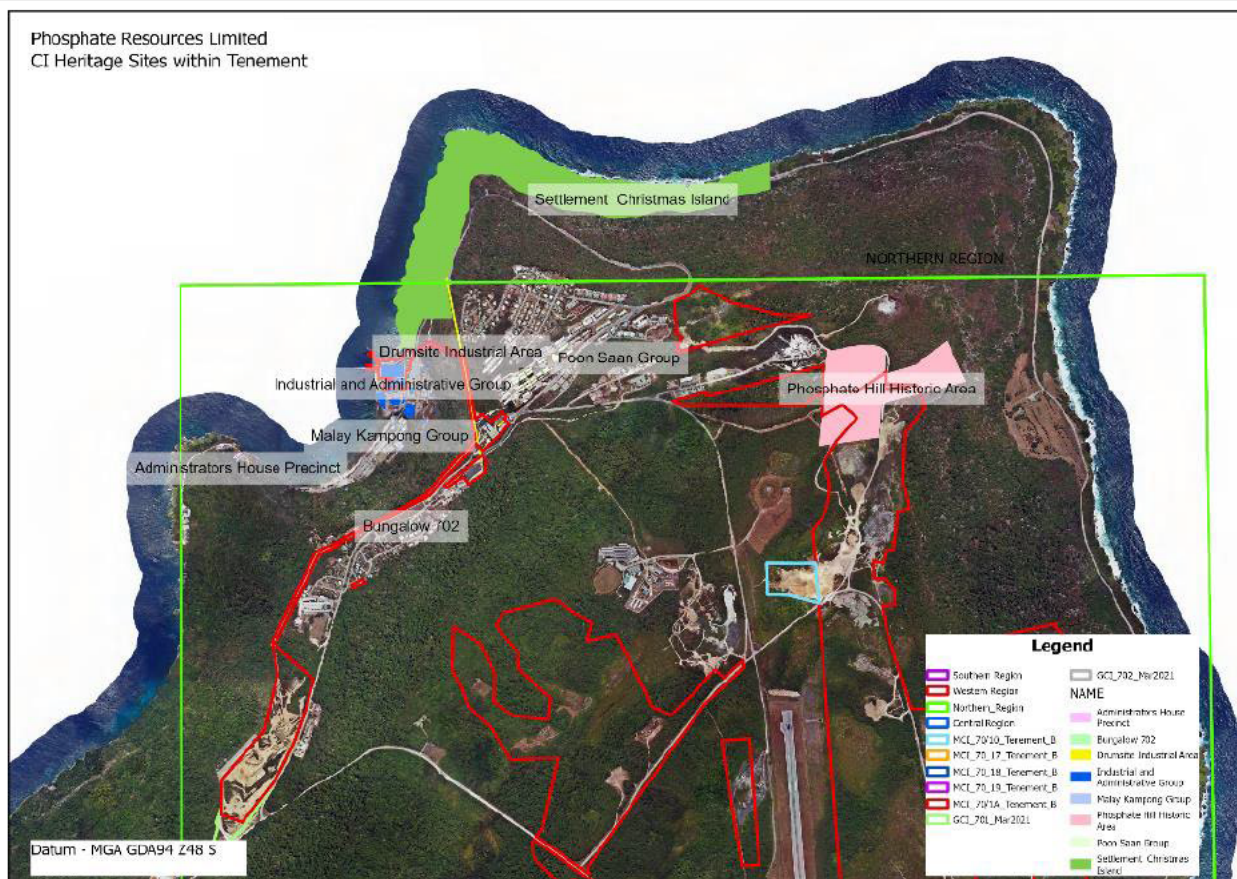 Phosphate Resources Limited
CI Heritage Sites within Tenement
Settlement Christmas Island
NORTHERN REGION
Drumsite Industrial Area
Poon Saan Group
Industrial and Administrative Group
Phosphate Hill Historic Area
Malay Kampong Group
Administrators House Precinct
Bungalow 702
Datum - MGA GDA94 Z48 S
Legend
Southern Region
Western Region
Northern_Region
Central Region
MCI_70/10_Tenement_B
MCI_70_17_Tenement_B
MCI_70_18_Tenement_B
MCI_70_19_Tenement_B
MCI_70/1A_Tenement_B
GCI_701_Mar2021
GCI_702_Mar2021
NAME
Administrators House
Precinct
Bungalow 702
Drumsite Industrial Area
Industrial and
Administrative Group
Malay Kampong Group
Phosphate Hill Historic
Area
Poon Saan Group
Settlement Christmas
Island